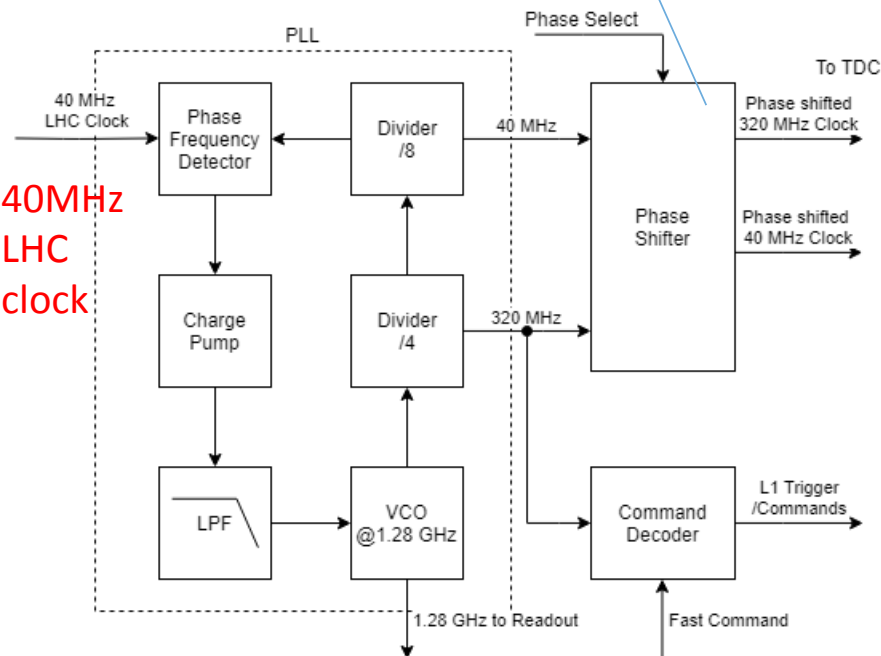 Phase Select
PLL
To TDC
40 MHz
LHC Clock
Phase
Frequency
Detector
Divider
/8
40 MHz
Phase shifted
320 MHz Clock
40MHz
LHC
clock
Phase
Shifter
Phase shifted
40 MHz Clock
Charge
Pump
Divider
/4
320 MHz
LPF
VCO
@1.28 GHz
Command
Decoder
L1 Trigger
/Commands
1.28 GHz to Readout
Fast Command